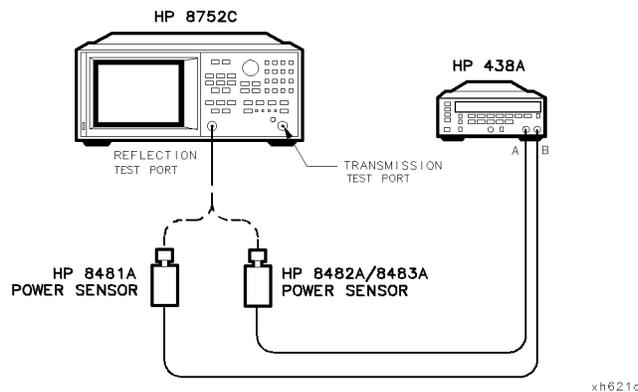 HP 8752C
HP 438A
REFLECTION
TEST PORT
TRANSMISSION
TEST PORT
A
B
HP 8481A
POWER SENSOR
HP 8482A/8483A
POWER SENSOR
xh621c